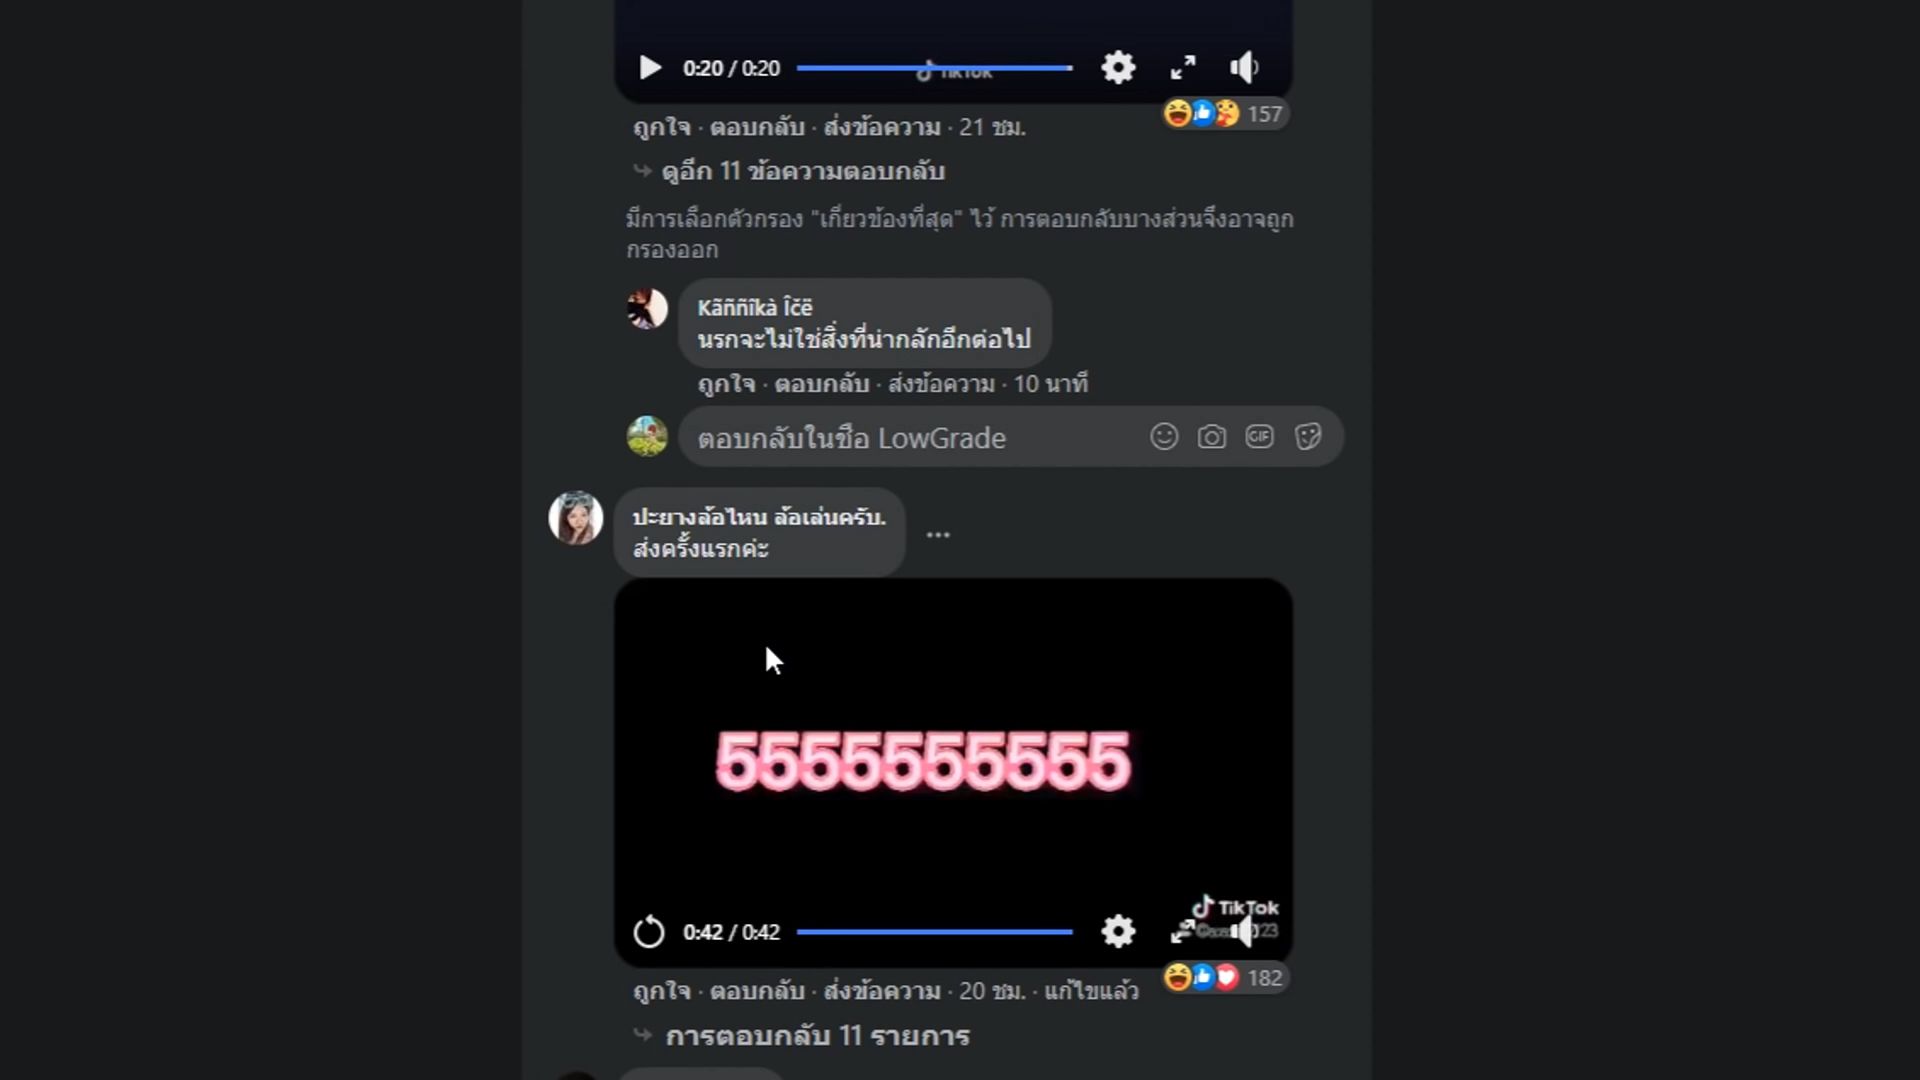 0:20 / 0:20
TikTok
157
ถูกใจ · ตอบกลับ · ส่งข้อความ · 21 ชม.
ดูอีก 11 ข้อความตอบกลับ
มีการเลือกตัวกรอง "เกี่ยวข้องที่สุด" ไว้ การตอบกลับบางส่วนจึงอาจถูก
กรองออก
Kãññîkà Îčë
นรกจะไม่ใช่สิ่งที่น่ากลักอีกต่อไป
ถูกใจ · ตอบกลับ · ส่งข้อความ · 10 นาที
ตอบกลับในชื่อ LowGrade
GIF
ปะยางล้อไหน ล้อเล่นครับ.
ส่งครั้งแรกค่ะ
5555555555
TikTok
0:42 / 0:42
182
ถูกใจ · ตอบกลับ · ส่งข้อความ · 20 ชม. · แก้ไขแล้ว
การตอบกลับ 11 รายการ